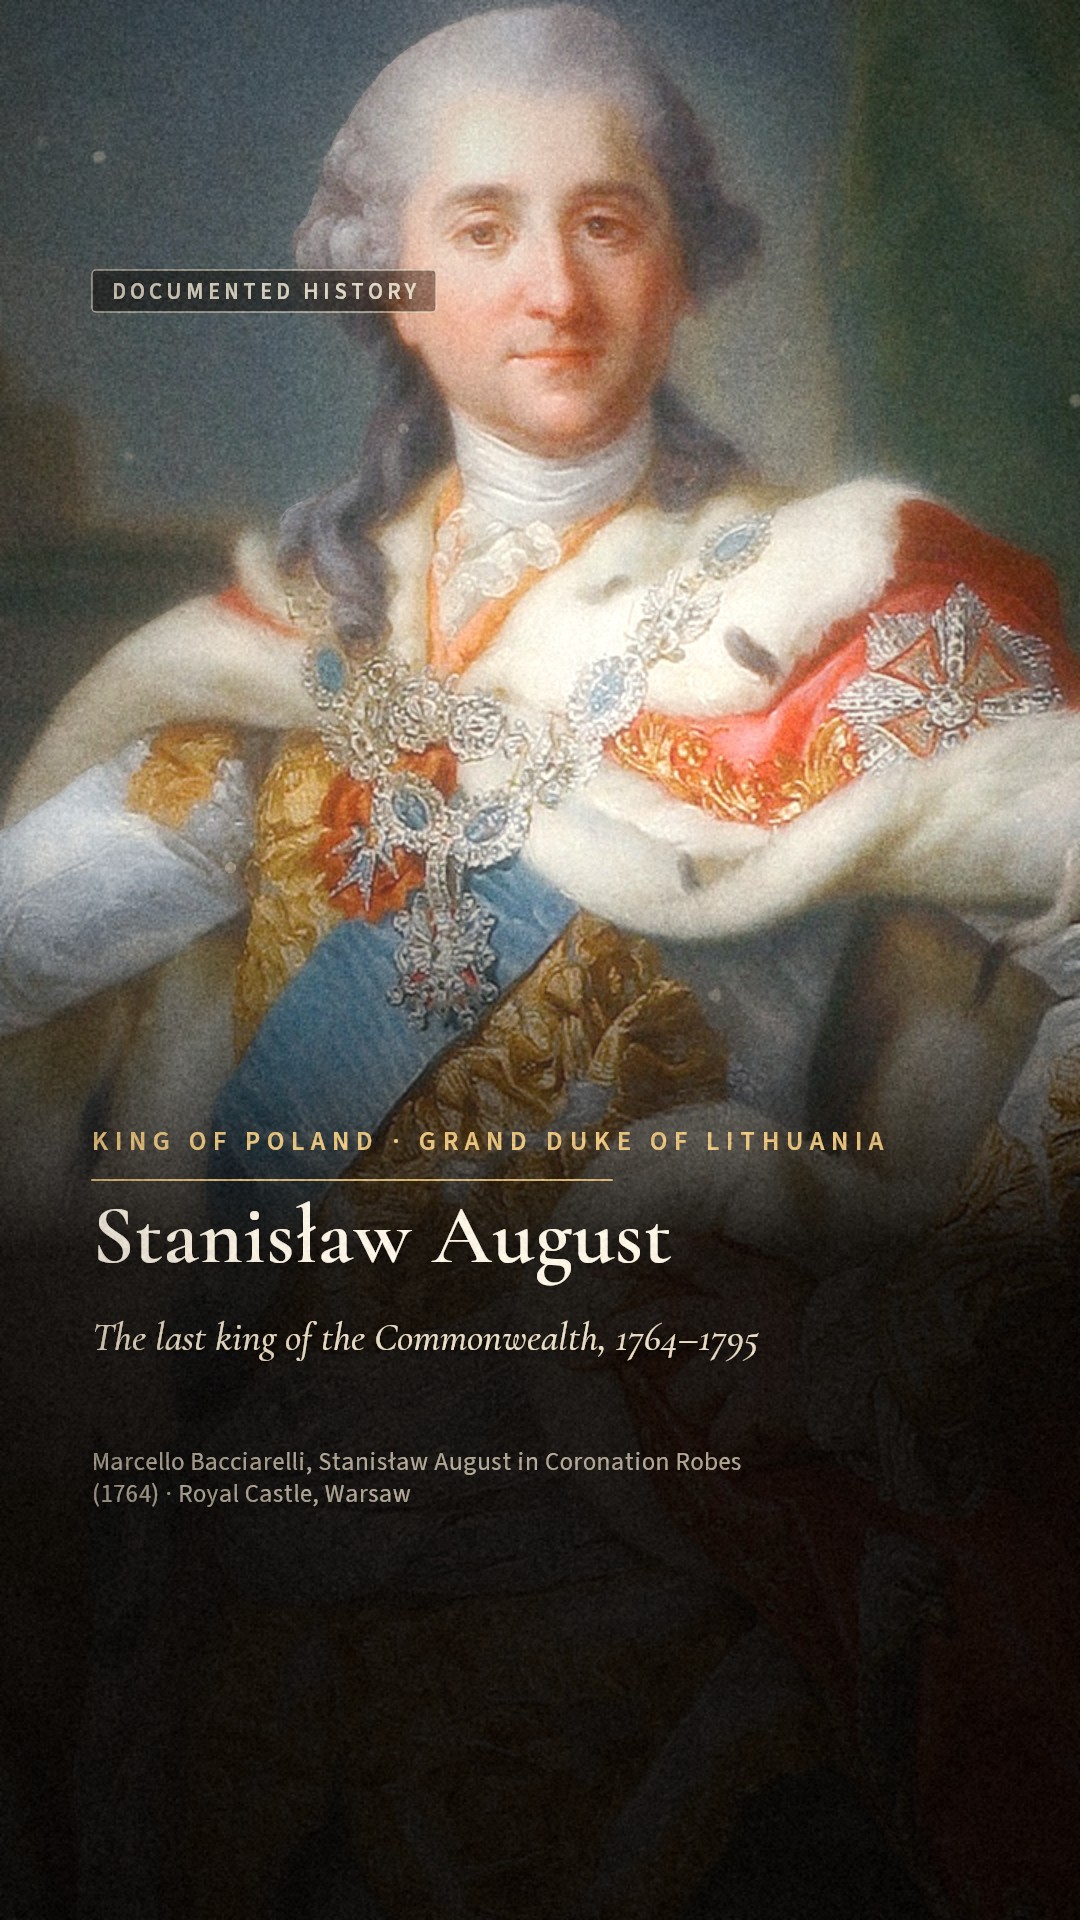 DOCUMENTED HISTORY
KING OF POLAND · GRAND DUKE OF LITHUANIA
Stanisław August
The last king of the Commonwealth, 1764–1795
Marcello Bacciarelli, Stanisław August in Coronation Robes
(1764) · Royal Castle, Warsaw